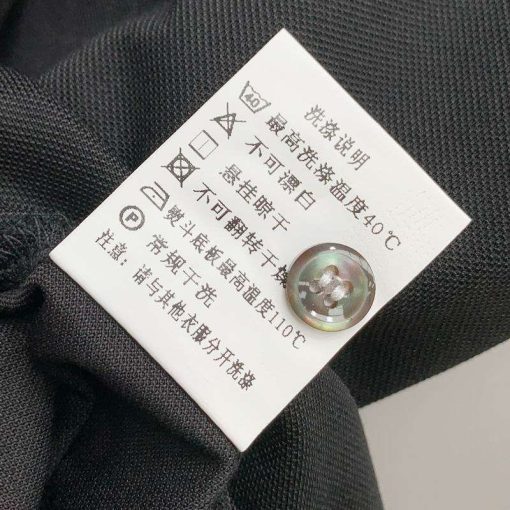 洗涤说明
40 最高洗涤温度40℃
不可漂白
悬挂晾干
不可翻转干燥
熨斗底板最高温度110℃
P 常规干洗
注意：请与其他衣服分开洗涤